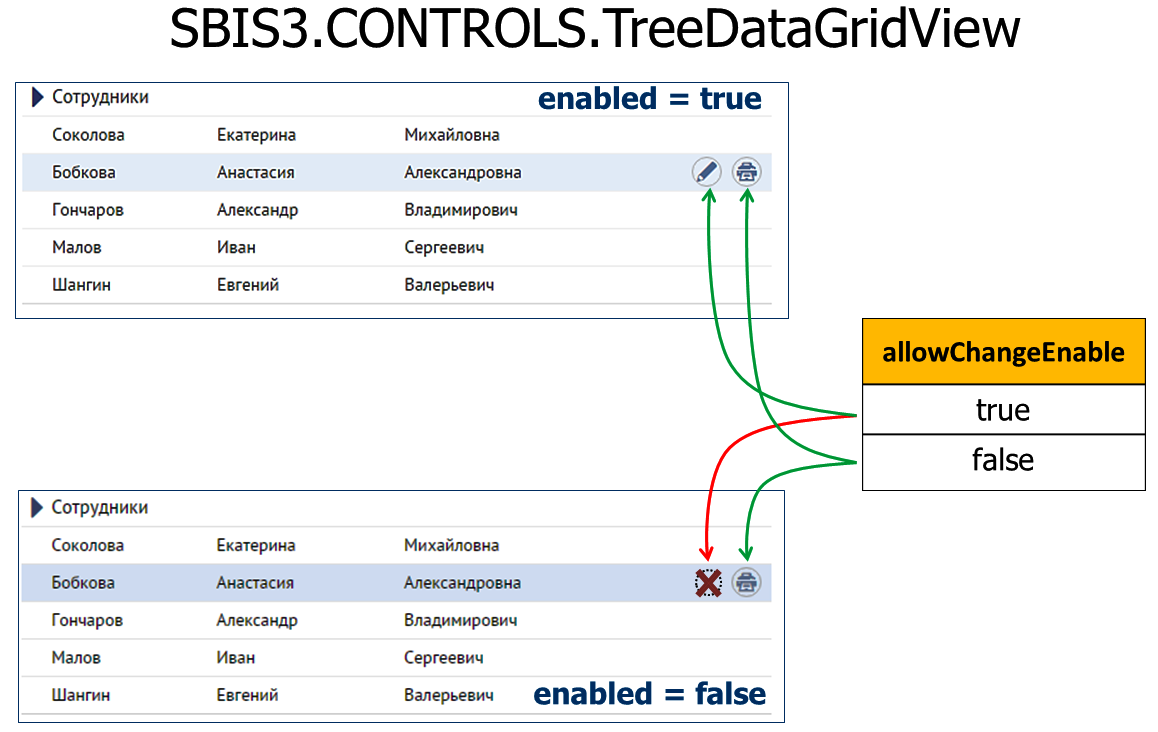 SBIS3.CONTROLS.TreeDataGridView
Сотрудники
enabled = true
Соколова Екатерина Михайловна
Бобкова Анастасия Александровна
Гончаров Александр Владимирович
Малов Иван Сергеевич
Шангин Евгений Валерьевич
allowChangeEnable
true
false
Сотрудники
Соколова Екатерина Михайловна
Бобкова Анастасия Александровна
Гончаров Александр Владимирович
Малов Иван Сергеевич
Шангин Евгений Валерьевич
enabled = false